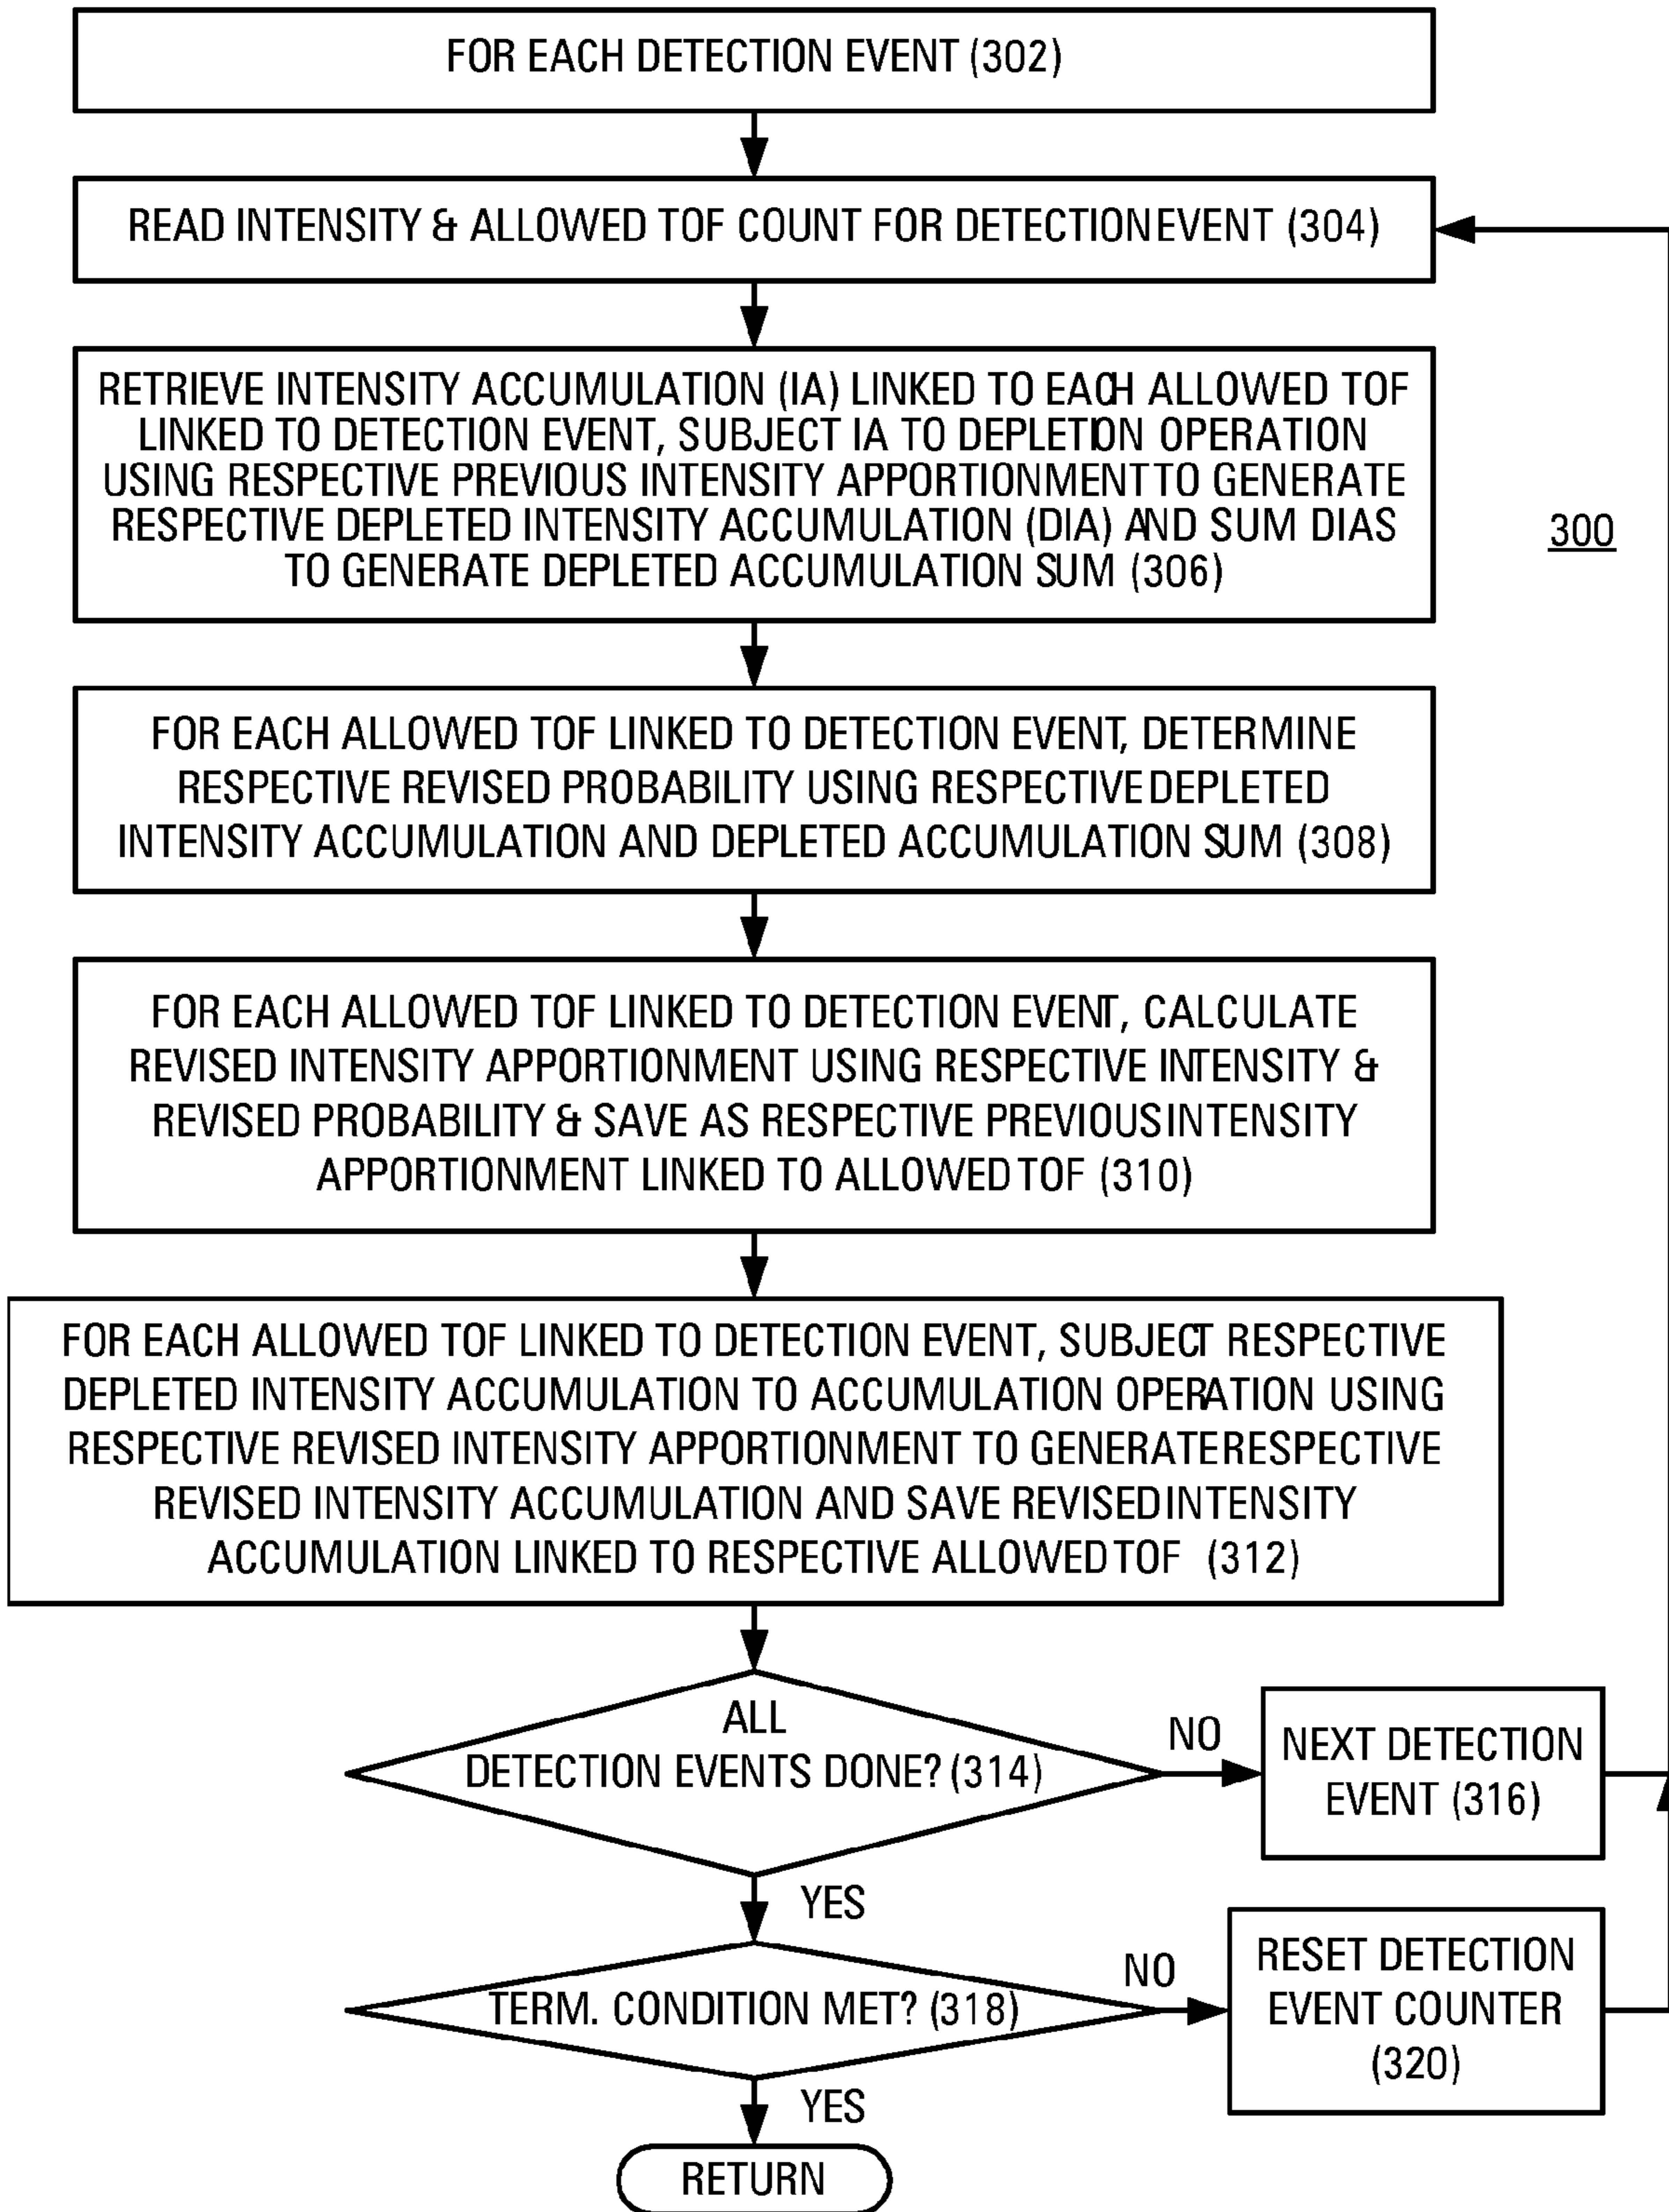 FOR EACH DETECTION EVENT (302)
READ INTENSITY & ALLOWED TOF COUNT FOR DETECTION EVENT (304)
RETRIEVE INTENSITY ACCUMULATION (IA) LINKED TO EACH ALLOWED TOF
LINKED TO DETECTION EVENT, SUBJECT IA TO DEPLETION OPERATION
USING RESPECTIVE PREVIOUS INTENSITY APPORTIONMENT TO GENERATE
RESPECTIVE DEPLETED INTENSITY ACCUMULATION (DIA) AND SUM DIAS
TO GENERATE DEPLETED ACCUMULATION SUM (306)
300
FOR EACH ALLOWED TOF LINKED TO DETECTION EVENT, DETERMINE
RESPECTIVE REVISED PROBABILITY USING RESPECTIVE DEPLETED
INTENSITY ACCUMULATION AND DEPLETED ACCUMULATION SUM (308)
FOR EACH ALLOWED TOF LINKED TO DETECTION EVENT, CALCULATE
REVISED INTENSITY APPORTIONMENT USING RESPECTIVE INTENSITY &
REVISED PROBABILITY & SAVE AS RESPECTIVE PREVIOUS INTENSITY
APPORTIONMENT LINKED TO ALLOWED TOF (310)
FOR EACH ALLOWED TOF LINKED TO DETECTION EVENT, SUBJECT RESPECTIVE
DEPLETED INTENSITY ACCUMULATION TO ACCUMULATION OPERATION USING
RESPECTIVE REVISED INTENSITY APPORTIONMENT TO GENERATE RESPECTIVE
REVISED INTENSITY ACCUMULATION AND SAVE REVISED INTENSITY
ACCUMULATION LINKED TO RESPECTIVE ALLOWED TOF (312)
ALL
DETECTION EVENTS DONE? (314)
NO
NEXT DETECTION
EVENT (316)
YES
TERM. CONDITION MET? (318)
NO
RESET DETECTION
EVENT COUNTER
(320)
YES
RETURN